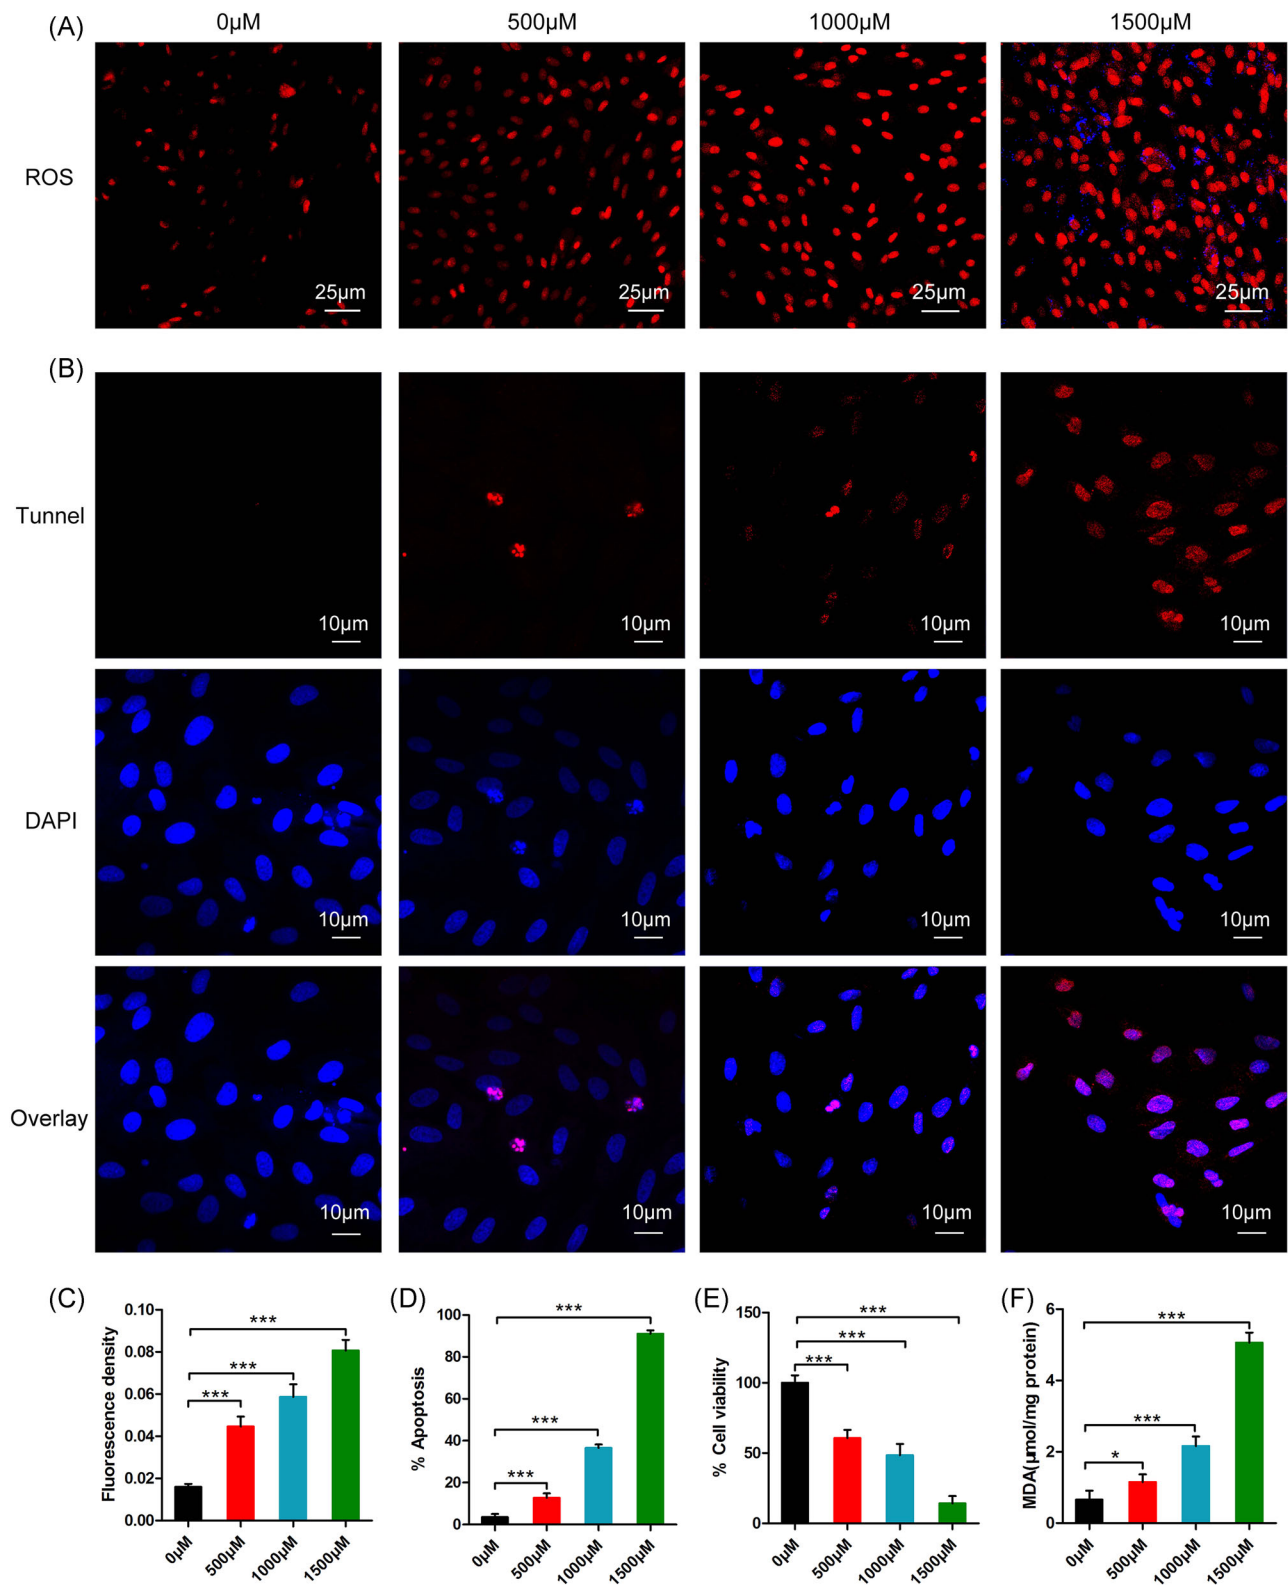 (A) 0μM 500μM 1000μM 1500μM
ROS
25μm 25μm 25μm 25μm
(B)
Tunnel
10μm 10μm 10μm 10μm
DAPI
10μm 10μm 10μm 10μm
Overlay
10μm 10μm 10μm 10μm
(C)
Fluorescence density
0.10
0.08
0.06
0.04
0.02
0.00
***
***
***
0μM 500μM 1000μM 1500μM
(D)
% Apoptosis
100
80
60
40
20
0
***
***
***
0μM 500μM 1000μM 1500μM
(E)
% Cell viability
150
100
50
0
***
***
***
0μM 500μM 1000μM 1500μM
(F)
MDA(μmol/mg protein)
6
4
2
0
***
***
*
0μM 500μM 1000μM 1500μM